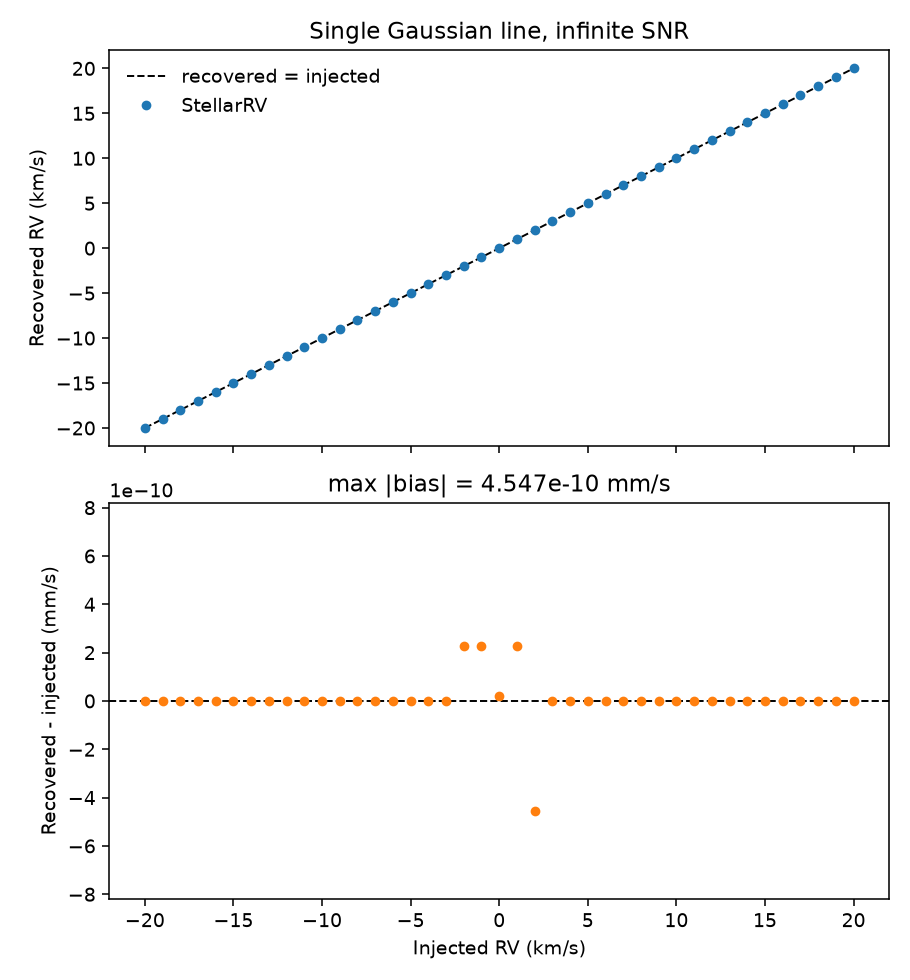 Single Gaussian line, infinite SNR
recovered = injected
StellarRV
Recovered RV (km/s)
20
15
10
5
0
−5
−10
−15
−20
max |bias| = 4.547e-10 mm/s
1e−10
Recovered - injected (mm/s)
8
6
4
2
0
−2
−4
−6
−8
−20 −15 −10 −5 0 5 10 15 20
Injected RV (km/s)